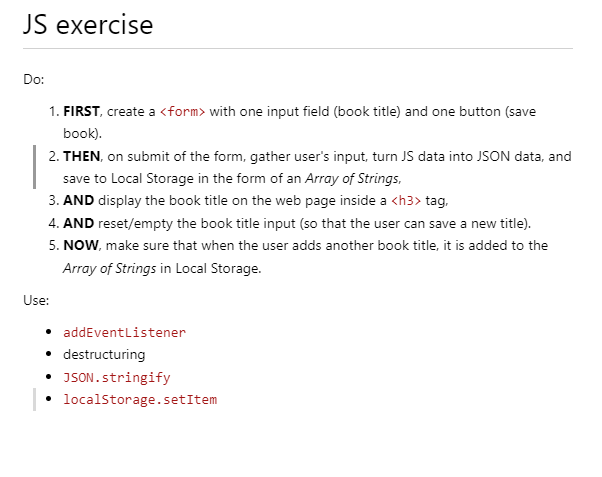 JS exercise
Do:
1. FIRST, create a <form> with one input field (book title) and one button (save
book).
2. THEN, on submit of the form, gather user's input, turn JS data into JSON data, and
save to Local Storage in the form of an Array of Strings,
3. AND display the book title on the web page inside a <h3> tag,
4. AND reset/empty the book title input (so that the user can save a new title).
5. NOW, make sure that when the user adds another book title, it is added to the
Array of Strings in Local Storage.
Use:
• addEventListener
• destructuring
• JSON.stringify
• localStorage.setItem